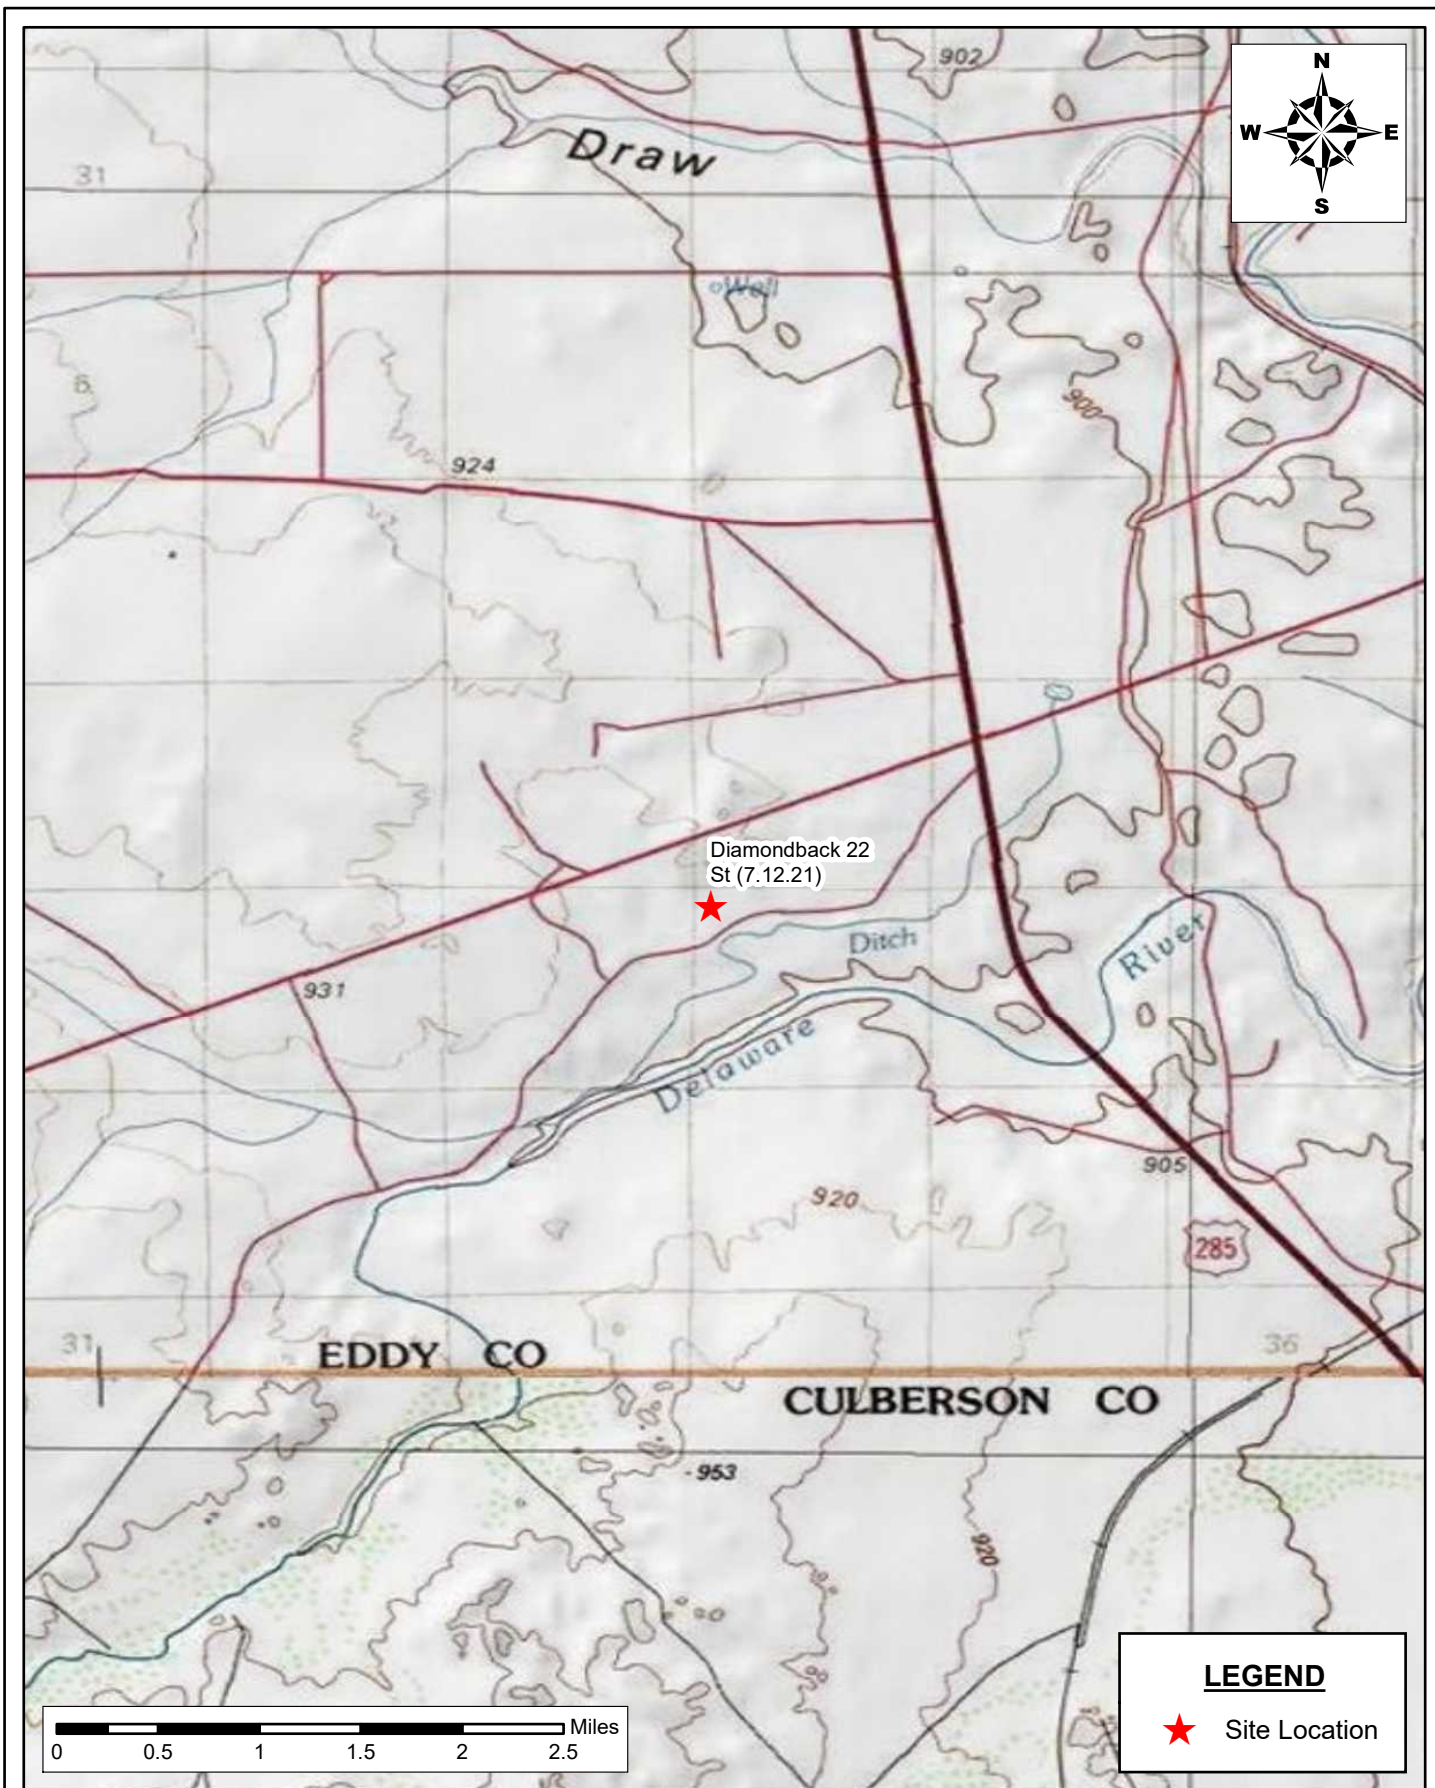 902
N
W E
S
Draw
31
Well
6
900
924
Diamondback 22
St (7.12.21)
Ditch
River
931
Delaware
905
920
285
31
36
EDDY CO
CULBERSON CO
953
920
LEGEND
Site Location
Miles
0 0.5 1 1.5 2 2.5